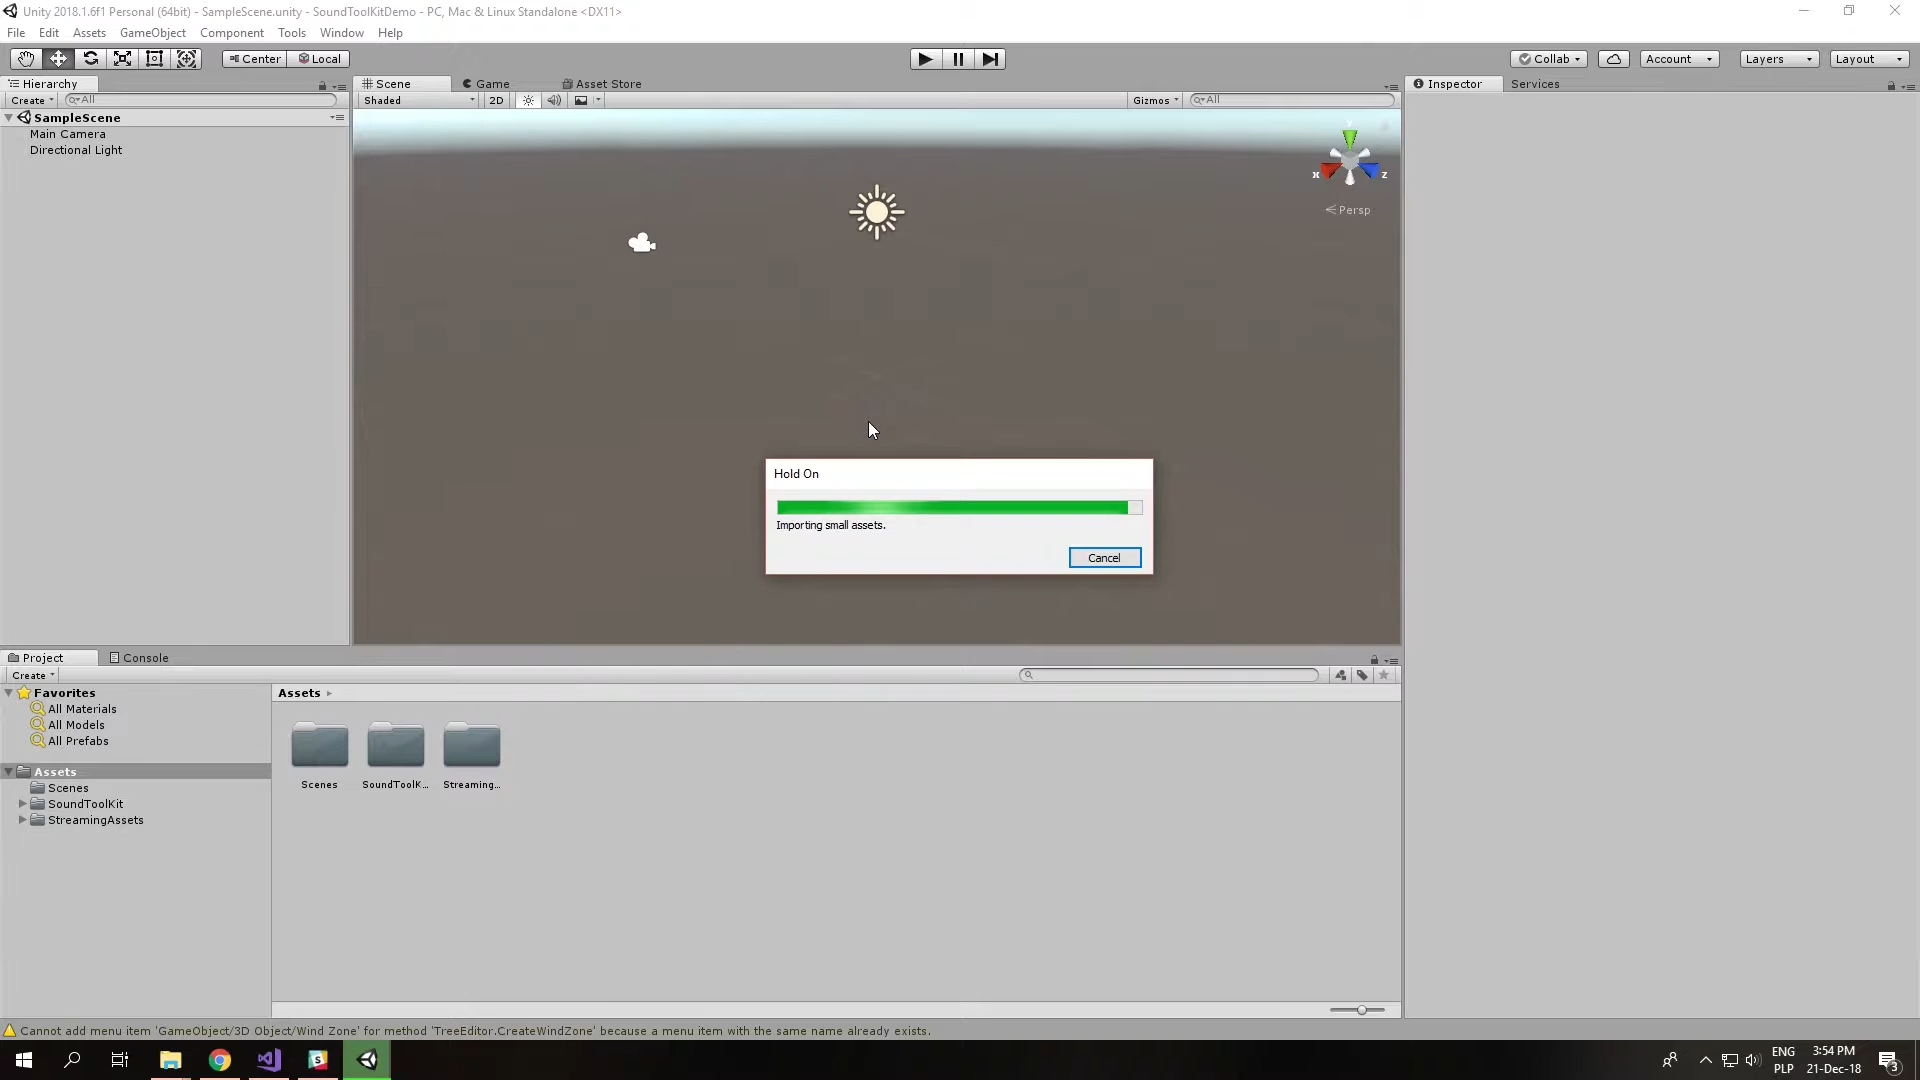 Unity 2018.1.6f1 Personal (64bit) - SampleScene.unity - SoundToolKitDemo - PC, Mac & Linux Standalone <DX11>
File Edit Assets GameObject Component Tools Window Help
Center Local Collab Account Layers Layout
Hierarchy Scene Game Asset Store Inspector Services
Create All Shaded 2D Gizmos All
SampleScene
Main Camera
Directional Light
y
x z
Persp
Hold On
Importing small assets.
Cancel
Project Console
Create
Favorites Assets
All Materials
All Models
All Prefabs
Assets
Scenes
SoundToolKit
StreamingAssets
Scenes SoundToolK... Streaming...
Cannot add menu item 'GameObject/3D Object/Wind Zone' for method 'TreeEditor.CreateWindZone' because a menu item with the same name already exists.
ENG 3:54 PM
PLP 21-Dec-18 3